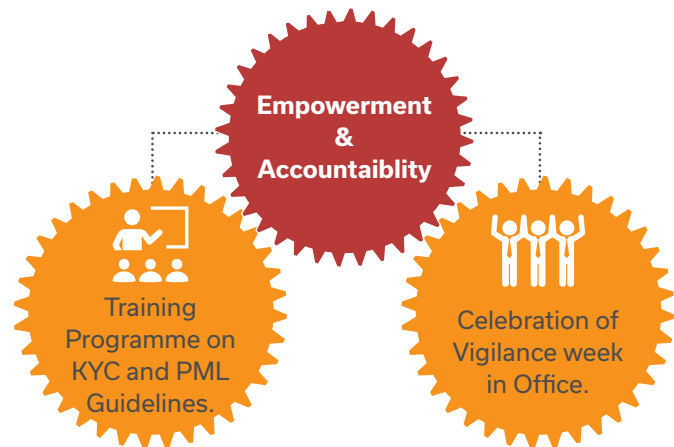 Empowerment
&
Accountaiblity
Training
Programme on
KYC and PML
Guidelines.
Celebration of
Vigilance week
in Office.